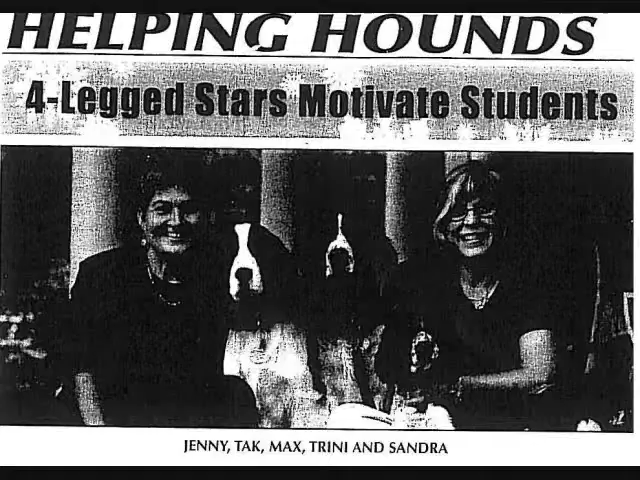 HELPING HOUNDS
4-Legged Stars Motivate Students
JENNY, TAK, MAX, TRINI AND SANDRA